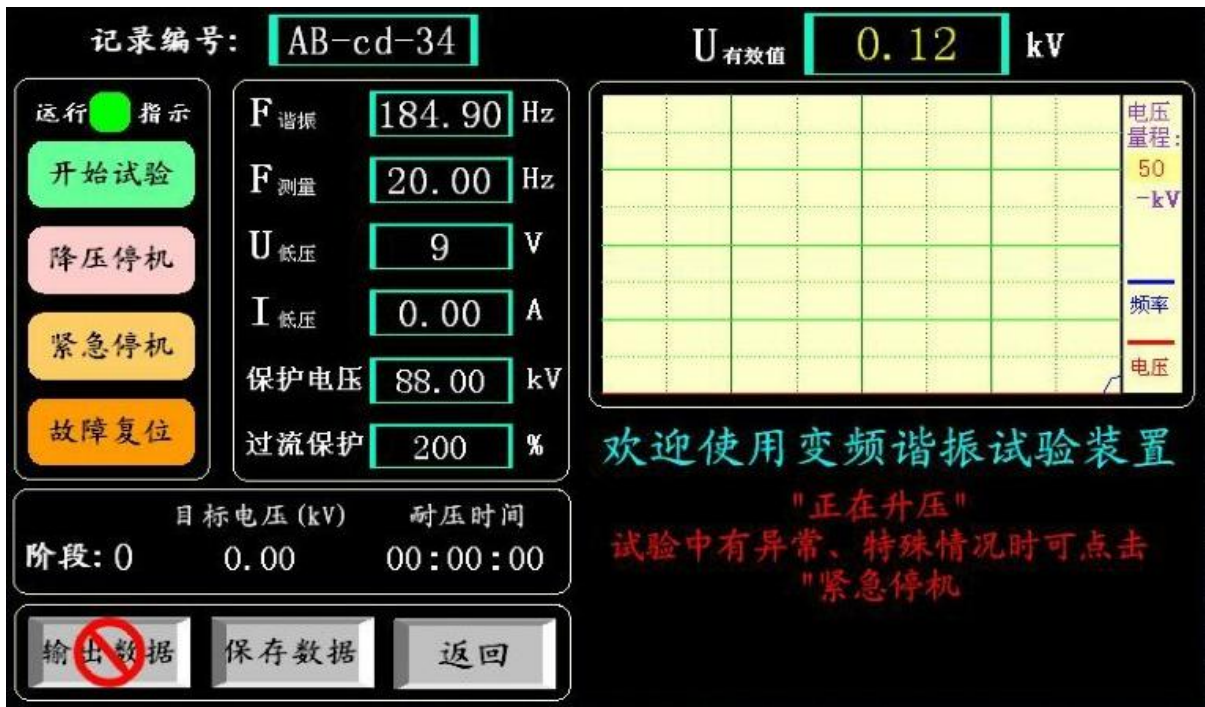 记录编号: AB-cd-34
U有效值 0.12 kV
运行 指示
开始试验
降压停机
紧急停机
故障复位
F谐振 184.90 Hz
F测量 20.00 Hz
U低压 9 V
I低压 0.00 A
保护电压 88.00 kV
过流保护 200 %
电压
量程:
50
-kV
频率
电压
目标电压(kV) 耐压时间
阶段:0 0.00 00:00:00
欢迎使用变频谐振试验装置
"正在升压"
试验中有异常、特殊情况时可点击
"紧急停机
输出数据 保存数据 返回